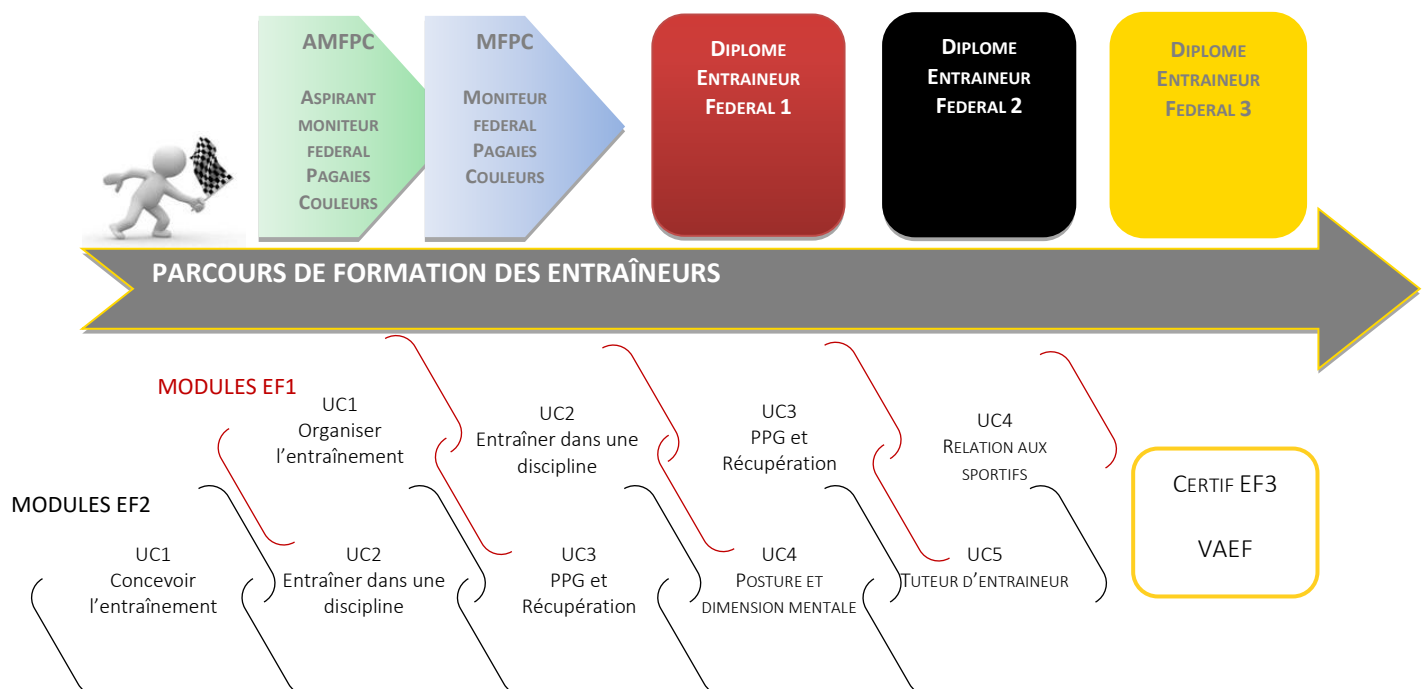 AMFPC
ASPIRANT
MONITEUR
FEDERAL
PAGAIES
COULEURS
MFPC
MONITEUR
FEDERAL
PAGAIES
COULEURS
DIPLOME
ENTRAINEUR
FEDERAL 1
DIPLOME
ENTRAINEUR
FEDERAL 2
DIPLOME
ENTRAINEUR
FEDERAL 3
PARCOURS DE FORMATION DES ENTRAÎNEURS
MODULES EF1
UC1
Organiser
l’entraînement
UC2
Entraîner dans une
discipline
UC3
PPG et
Récupération
UC4
RELATION AUX
SPORTIFS
MODULES EF2
UC1
Concevoir
l’entraînement
UC2
Entraîner dans une
discipline
UC3
PPG et
Récupération
UC4
POSTURE ET
DIMENSION MENTALE
UC5
TUTEUR D’ENTRAINEUR
CERTIF EF3
VAEF